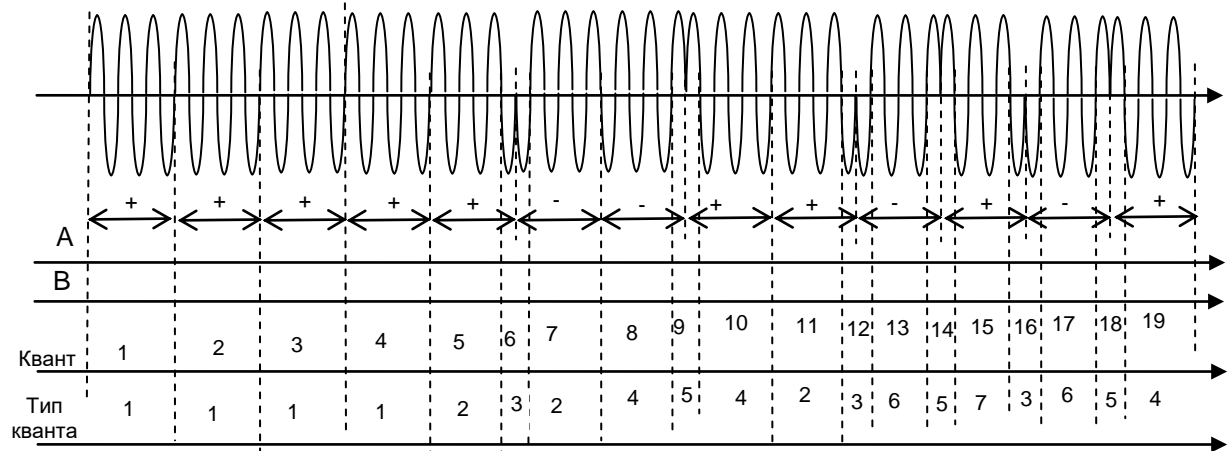 + + + + + - - + + - + - +
A
B
1 2 3 4 5 6 7 8 9 10 11 12 13 14 15 16 17 18 19
Квант
1 1 1 1 2 3 2 4 5 4 2 3 6 5 7 3 6 5 4
Тип
кванта